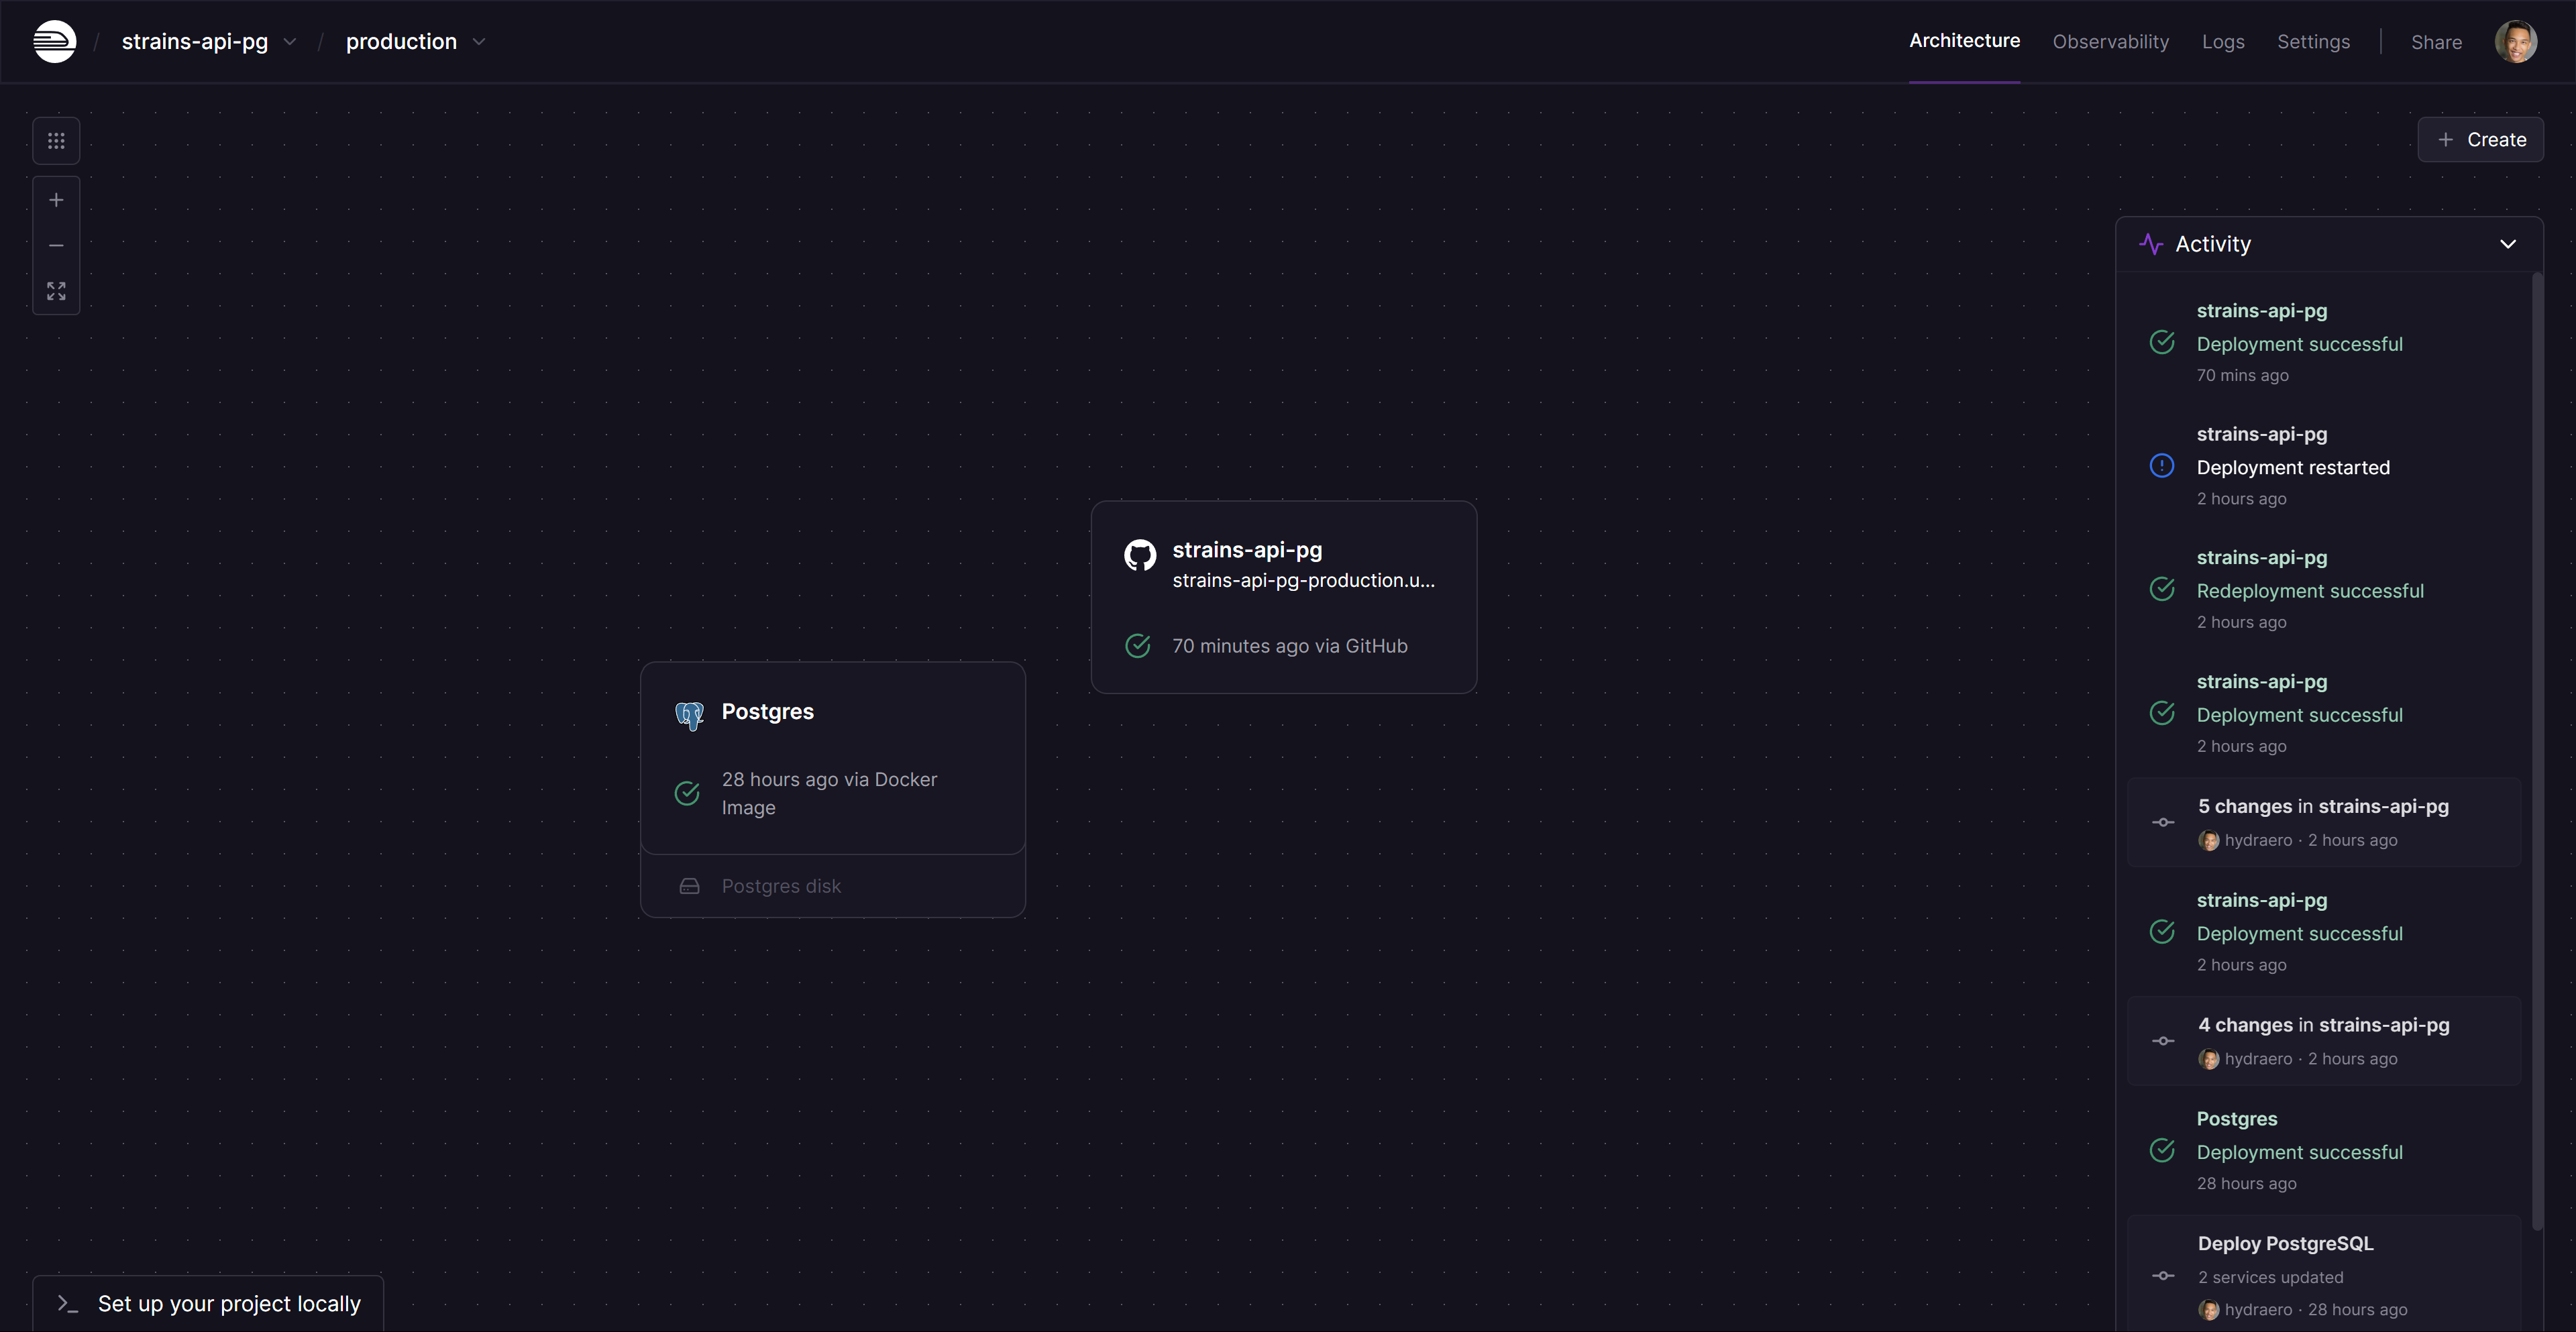 / strains-api-pg / production
Architecture Observability Logs Settings Share
Create
Activity
strains-api-pg
Deployment successful
70 mins ago
strains-api-pg
Deployment restarted
2 hours ago
strains-api-pg
Redeployment successful
2 hours ago
strains-api-pg
Deployment successful
2 hours ago
5 changes in strains-api-pg
hydraero · 2 hours ago
strains-api-pg
Deployment successful
2 hours ago
4 changes in strains-api-pg
hydraero · 2 hours ago
Postgres
Deployment successful
28 hours ago
Deploy PostgreSQL
2 services updated
hydraero · 28 hours ago
strains-api-pg
strains-api-pg-production.u...
70 minutes ago via GitHub
Postgres
28 hours ago via Docker
Image
Postgres disk
Set up your project locally